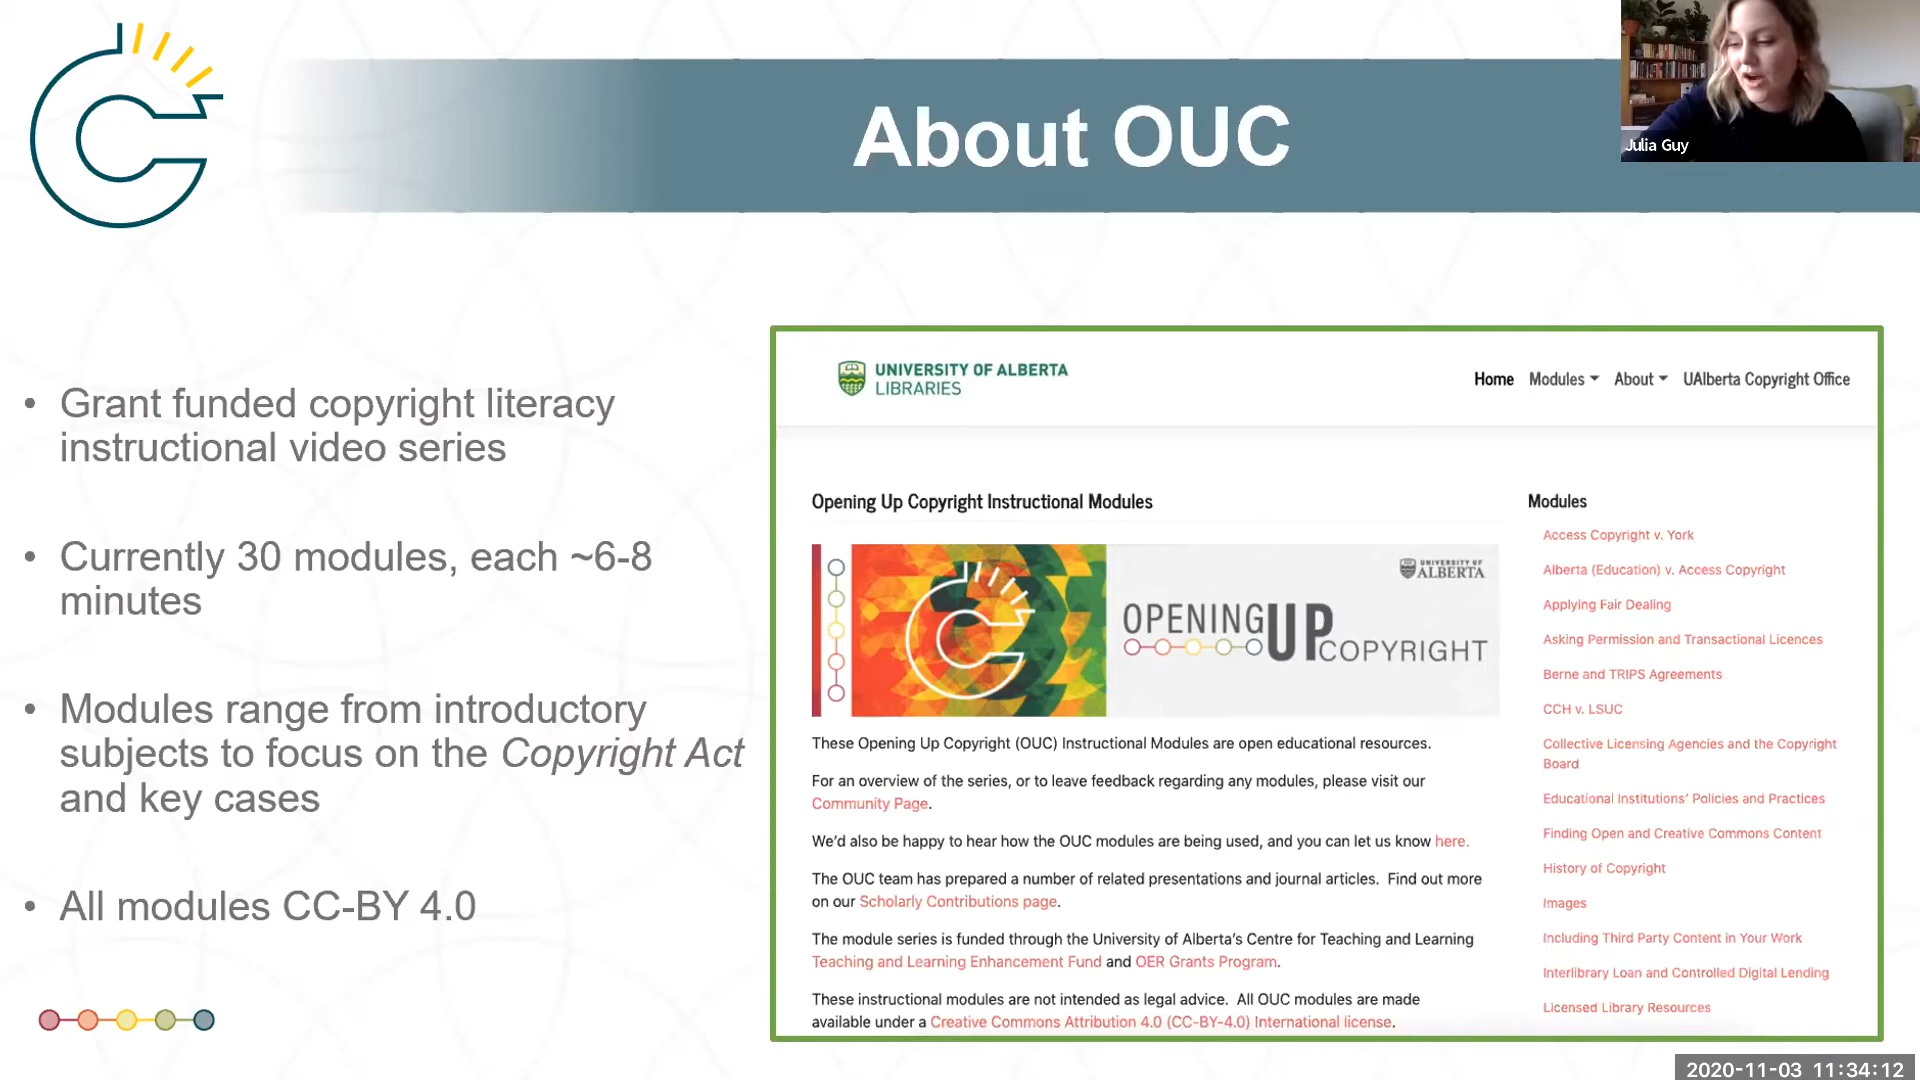 About OUC
Julia Guy
• Grant funded copyright literacy
instructional video series
• Currently 30 modules, each ~6-8
minutes
• Modules range from introductory
subjects to focus on the Copyright Act
and key cases
• All modules CC-BY 4.0
UNIVERSITY OF ALBERTA
LIBRARIES
Home Modules About UAlberta Copyright Office
Opening Up Copyright Instructional Modules
UNIVERSITY OF
ALBERTA
OPENING UP COPYRIGHT
These Opening Up Copyright (OUC) Instructional Modules are open educational resources.
For an overview of the series, or to leave feedback regarding any modules, please visit our
Community Page.
We'd also be happy to hear how the OUC modules are being used, and you can let us know here.
The OUC team has prepared a number of related presentations and journal articles. Find out more
on our Scholarly Contributions page.
The module series is funded through the University of Alberta's Centre for Teaching and Learning
Teaching and Learning Enhancement Fund and OER Grants Program.
These instructional modules are not intended as legal advice. All OUC modules are made
available under a Creative Commons Attribution 4.0 (CC-BY-4.0) International license.
Modules
Access Copyright v. York
Alberta (Education) v. Access Copyright
Applying Fair Dealing
Asking Permission and Transactional Licences
Berne and TRIPS Agreements
CCH v. LSUC
Collective Licensing Agencies and the Copyright
Board
Educational Institutions' Policies and Practices
Finding Open and Creative Commons Content
History of Copyright
Images
Including Third Party Content in Your Work
Interlibrary Loan and Controlled Digital Lending
Licensed Library Resources
2020-11-03 11:34:12